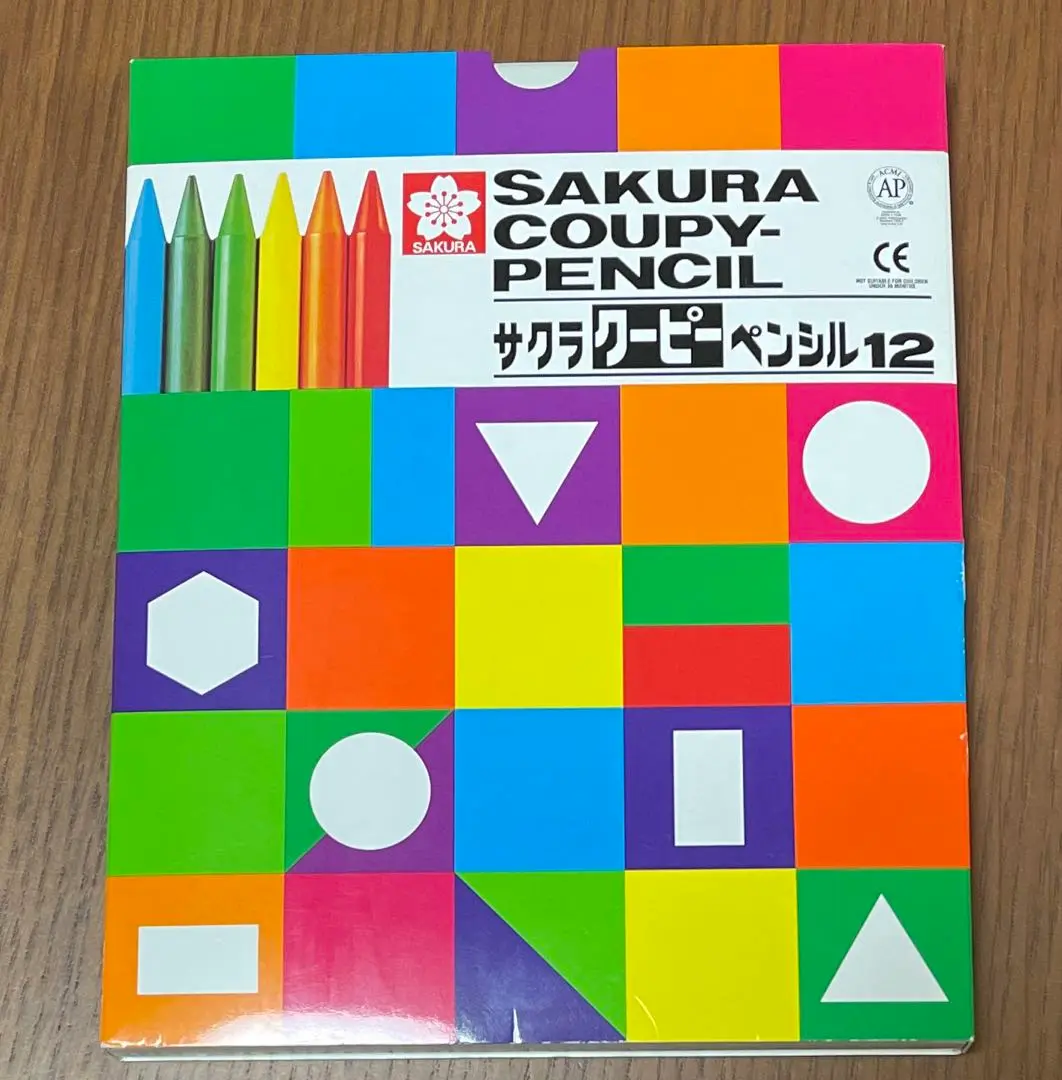 SAKURA
COUPY-
PENCIL
サクラクーピーペンシル12
SAKURA
ACMI
AP
CE
NOT SUITABLE FOR CHILDREN
UNDER 36 MONTHS